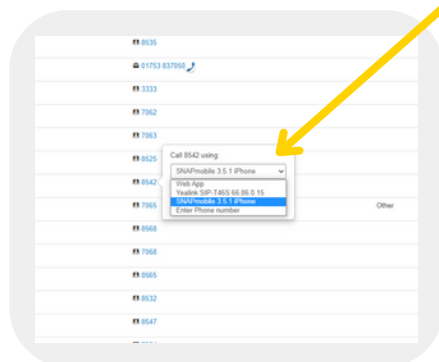 8535
01753 837050
3333
7062
7063
8525
Call 8542 using:
SNAPmobile 3.5.1 iPhone
8542
Web App
Yealink SIP-T46S 66.86.0.15
SNAPmobile 3.5.1 iPhone
Enter Phone number
7065
Other
8568
7068
8565
8532
8547